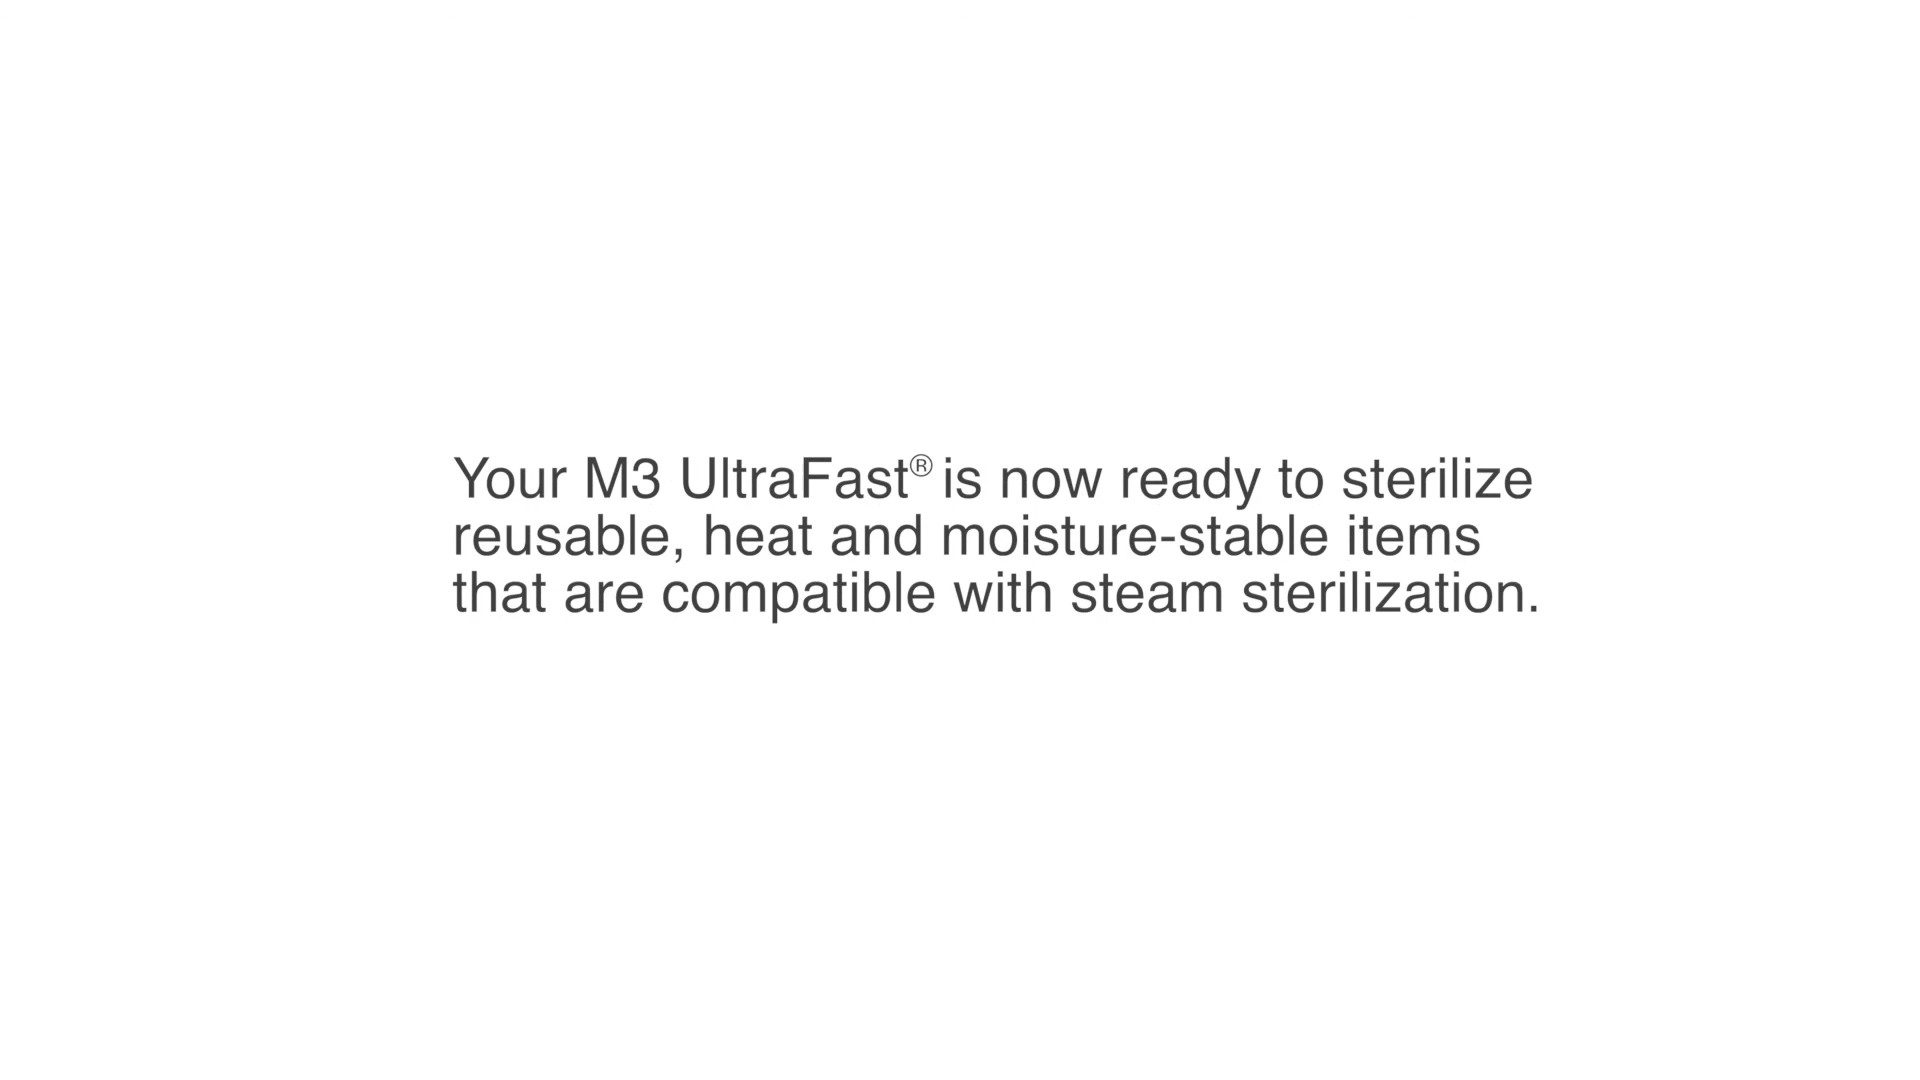 Your M3 UltraFast® is now ready to sterilize
reusable, heat and moisture-stable items
that are compatible with steam sterilization.